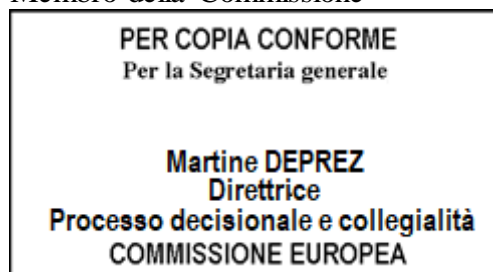 Membro della Commissione
PER COPIA CONFORME
Per la Segretaria generale
Martine DEPREZ
Direttrice
Processo decisionale e collegialità
COMMISSIONE EUROPEA